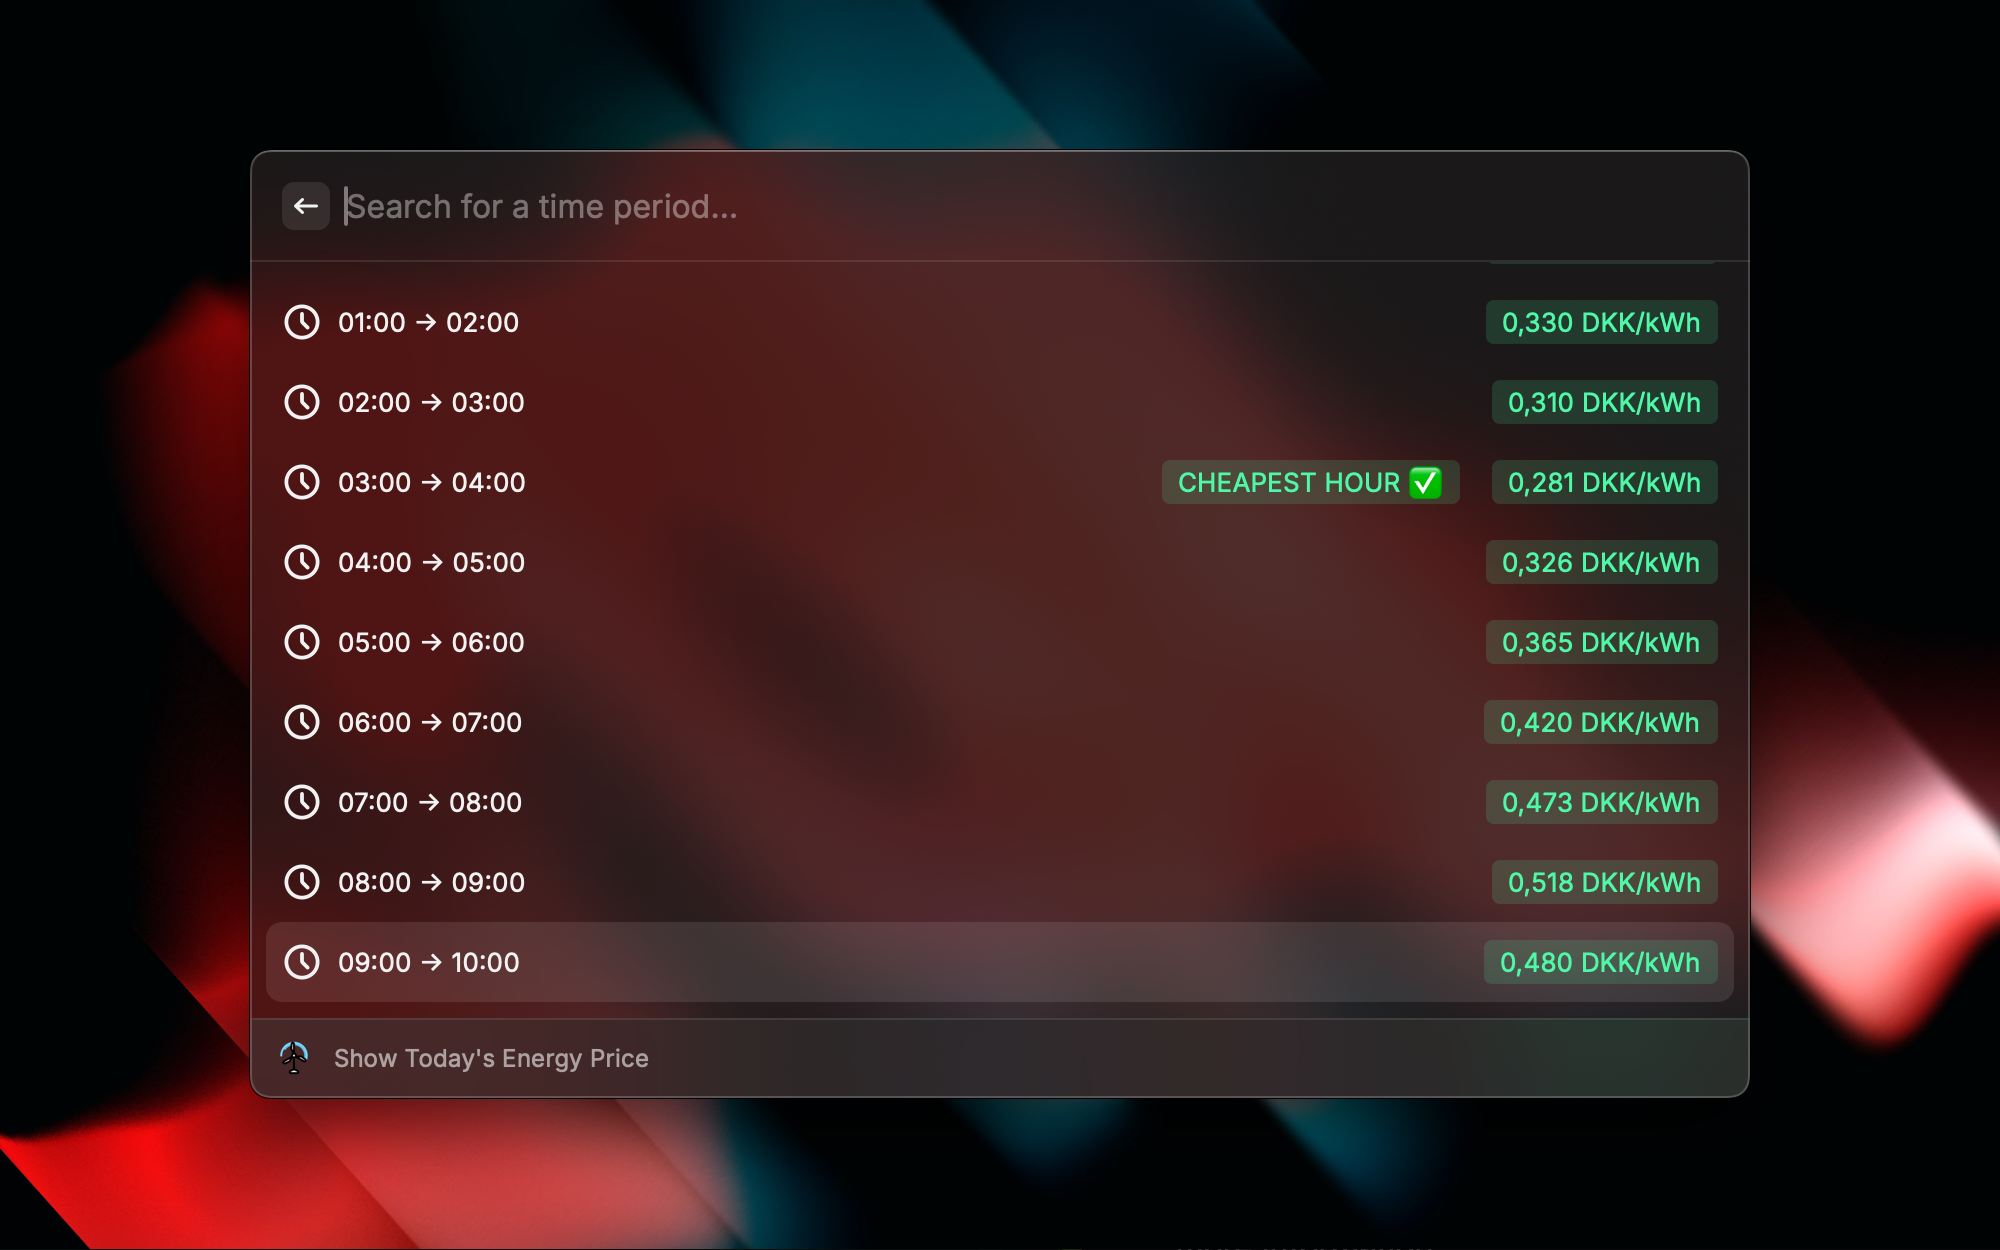 Search for a time period...
01:00 → 02:00 0,330 DKK/kWh
02:00 → 03:00 0,310 DKK/kWh
03:00 → 04:00 CHEAPEST HOUR ✅ 0,281 DKK/kWh
04:00 → 05:00 0,326 DKK/kWh
05:00 → 06:00 0,365 DKK/kWh
06:00 → 07:00 0,420 DKK/kWh
07:00 → 08:00 0,473 DKK/kWh
08:00 → 09:00 0,518 DKK/kWh
09:00 → 10:00 0,480 DKK/kWh
Show Today's Energy Price